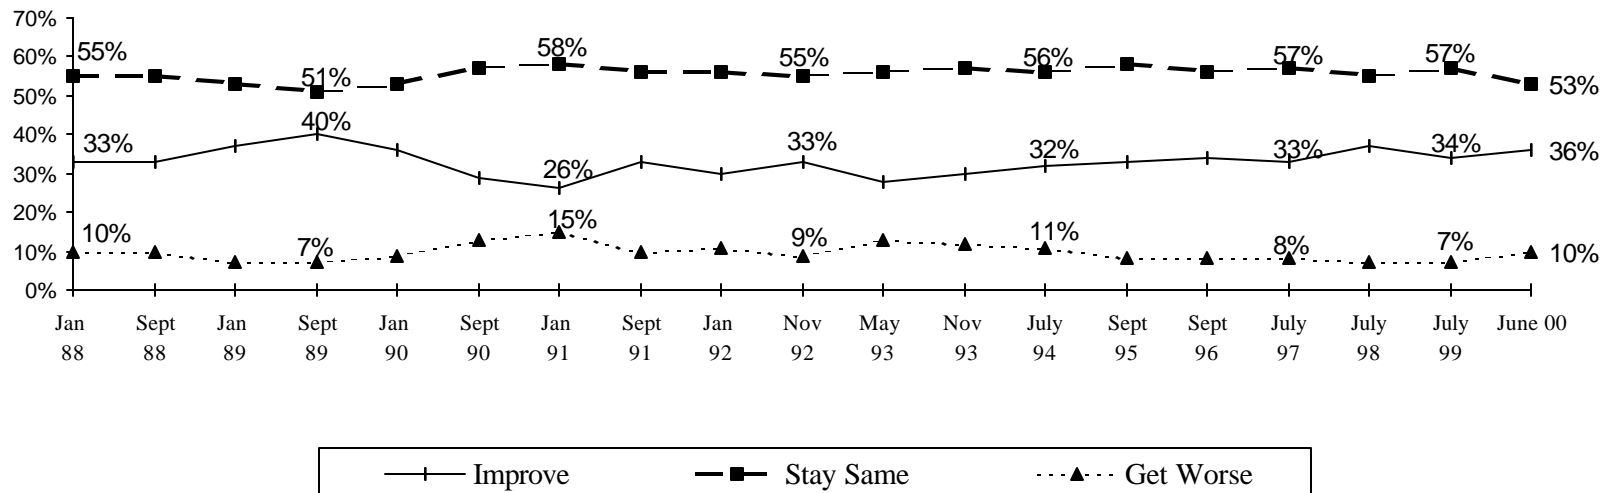 70%
60%
50%
40%
30%
20%
10%
0%
55% 51% 58% 55% 56% 57% 57% 53%
33% 40% 26% 33% 32% 33% 34% 36%
10% 7% 15% 9% 11% 8% 7% 10%
Jan Sept Jan Sept Jan Sept Jan Sept Jan Nov May Nov July Sept Sept July July July June 00
88 88 89 89 90 90 91 91 92 92 93 93 94 95 96 97 98 99
Improve Stay Same Get Worse